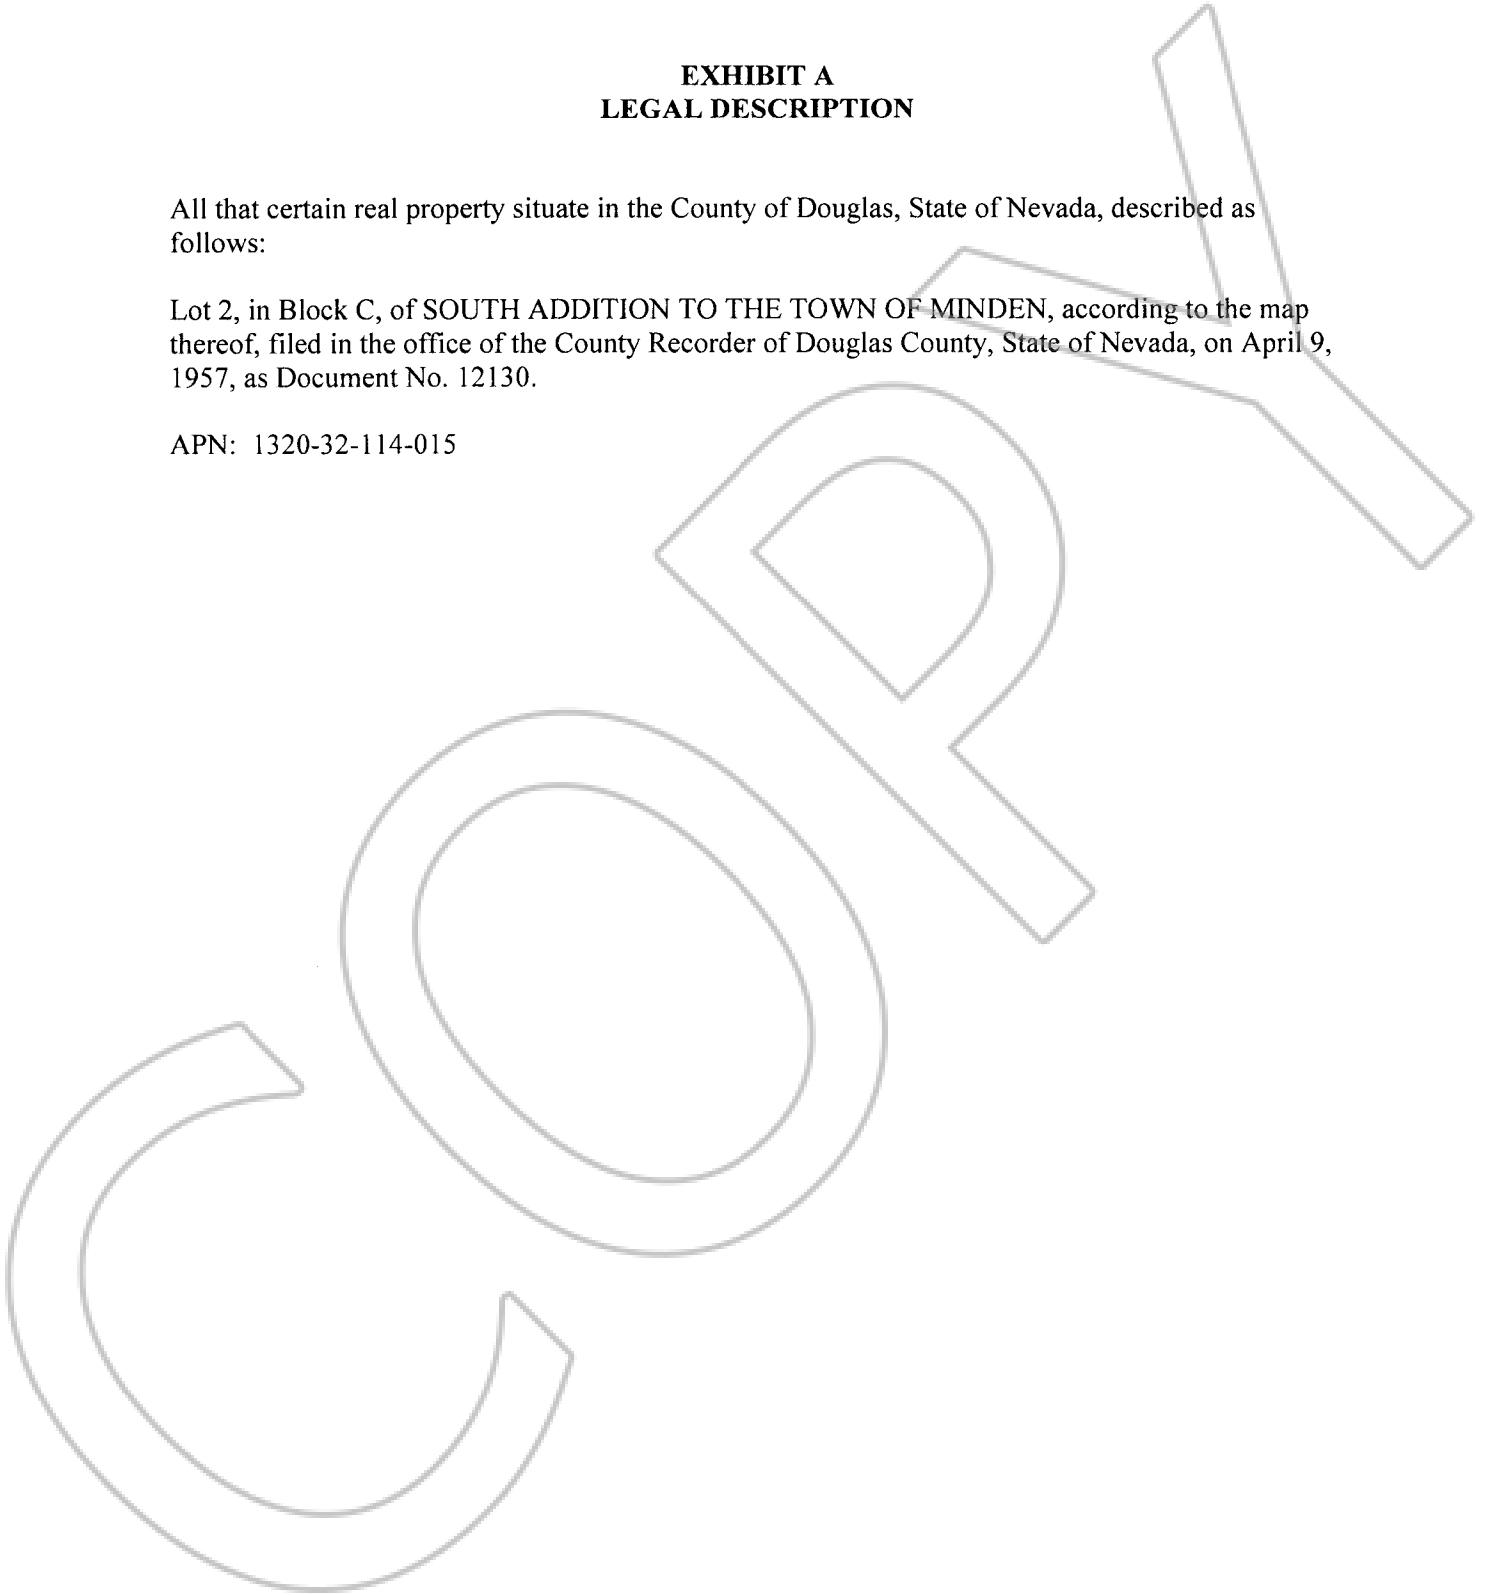 EXHIBIT A
LEGAL DESCRIPTION
All that certain real property situate in the County of Douglas, State of Nevada, described as
follows:
Lot 2, in Block C, of SOUTH ADDITION TO THE TOWN OF MINDEN, according to the map
thereof, filed in the office of the County Recorder of Douglas County, State of Nevada, on April 9,
1957, as Document No. 12130.
APN: 1320-32-114-015
COPY